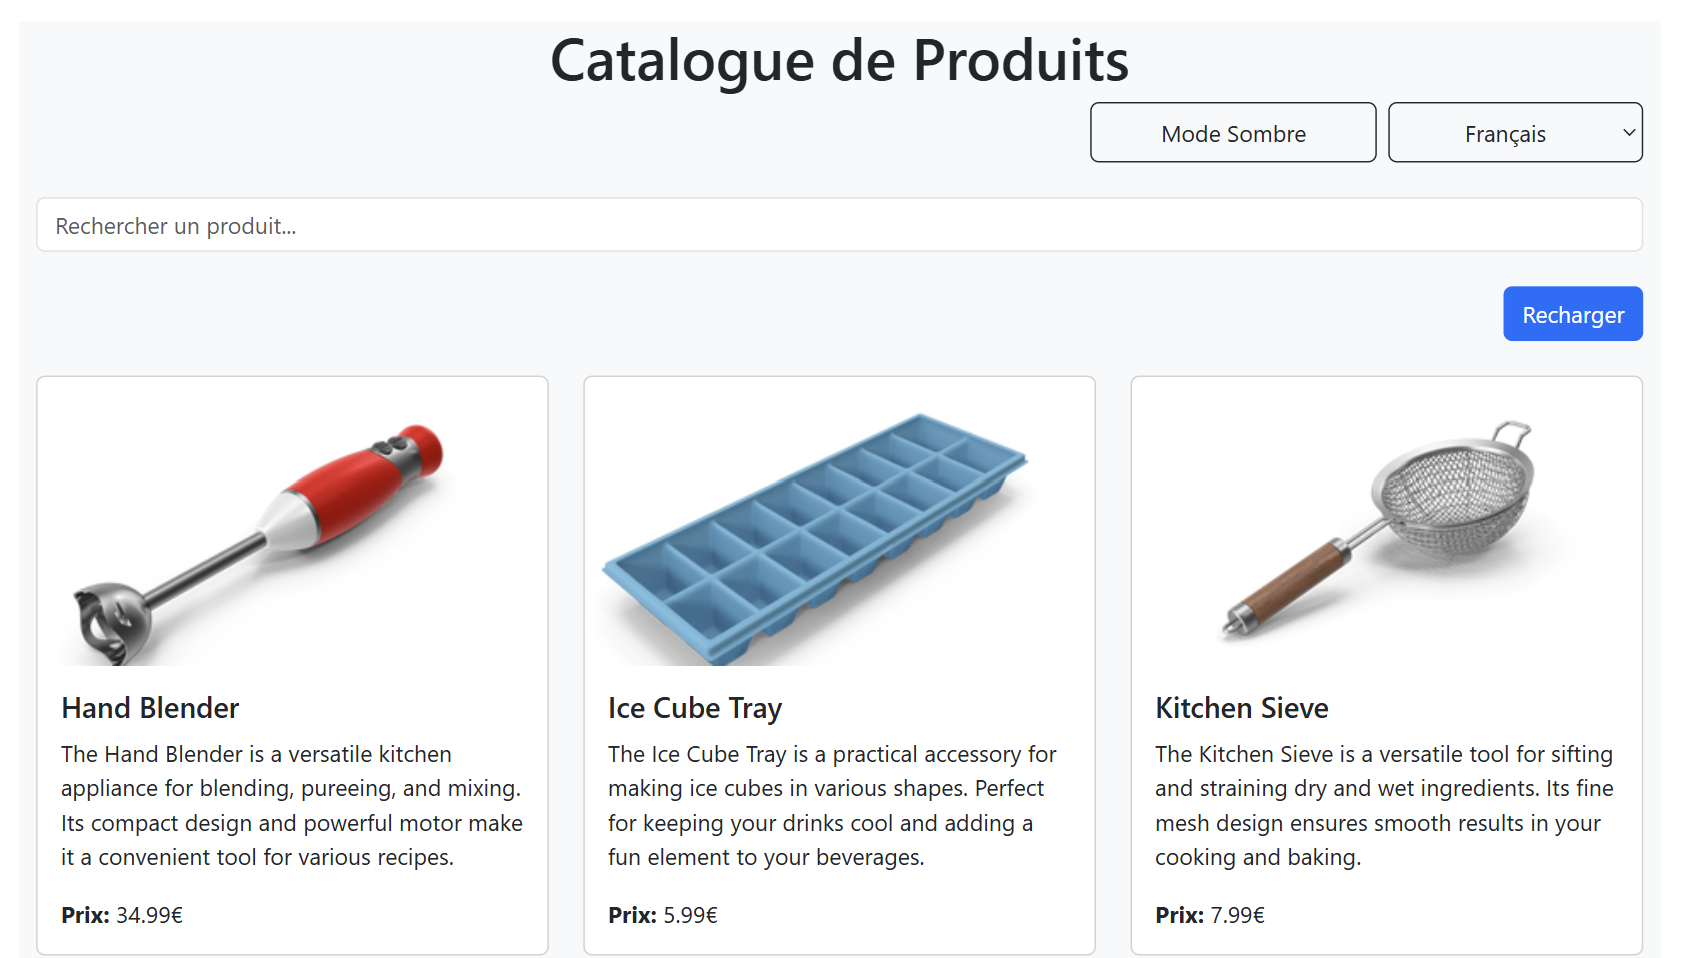 Catalogue de Produits
Mode Sombre
Français
Rechercher un produit...
Recharger
Hand Blender
The Hand Blender is a versatile kitchen
appliance for blending, pureeing, and mixing.
Its compact design and powerful motor make
it a convenient tool for various recipes.
Prix: 34.99€
Ice Cube Tray
The Ice Cube Tray is a practical accessory for
making ice cubes in various shapes. Perfect
for keeping your drinks cool and adding a
fun element to your beverages.
Prix: 5.99€
Kitchen Sieve
The Kitchen Sieve is a versatile tool for sifting
and straining dry and wet ingredients. Its fine
mesh design ensures smooth results in your
cooking and baking.
Prix: 7.99€